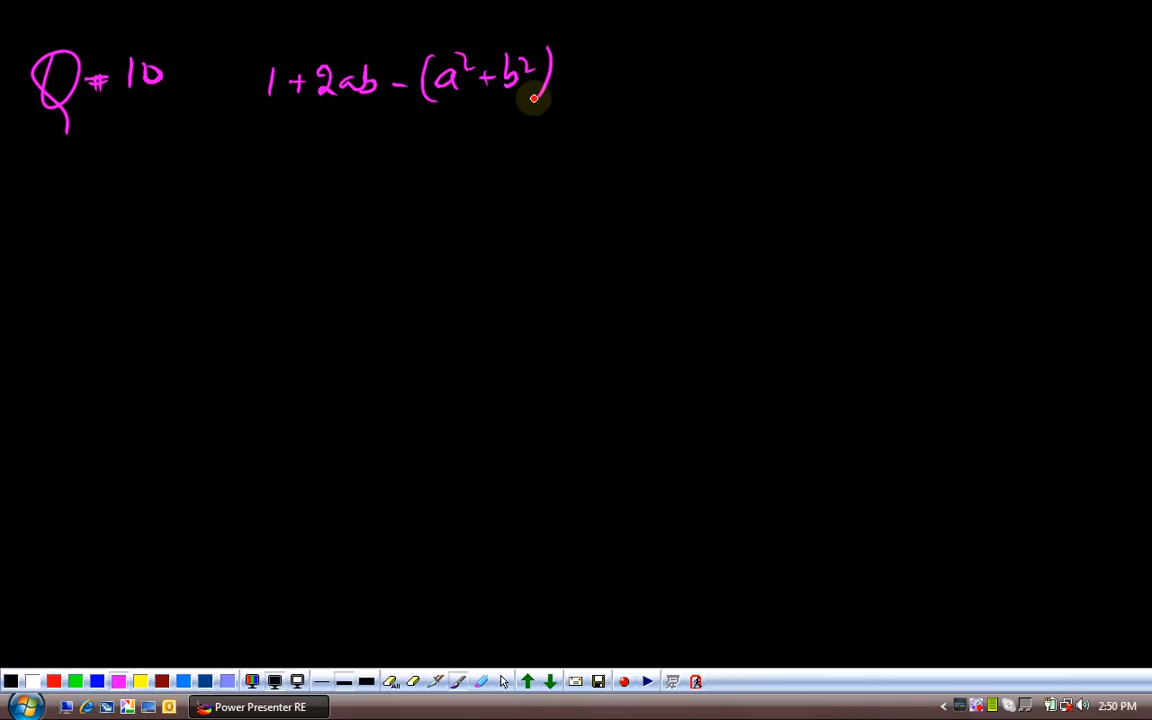 Q # 10 1 + 2ab - (a² + b²)
Power Presenter RE
2:50 PM